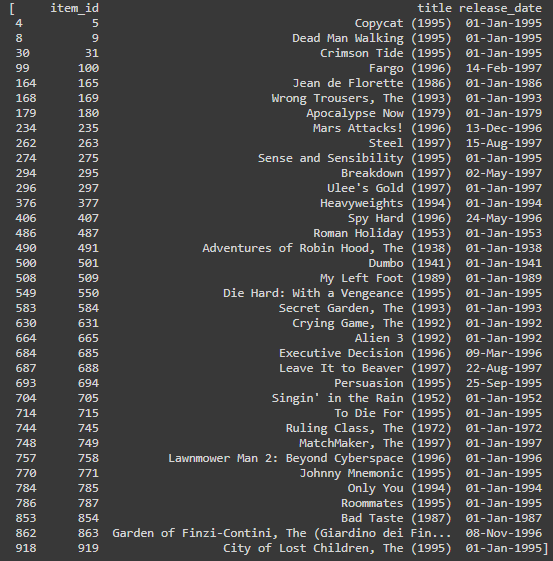 [ item_id title release_date
4 5 Copycat (1995) 01-Jan-1995
8 9 Dead Man Walking (1995) 01-Jan-1995
30 31 Crimson Tide (1995) 01-Jan-1995
99 100 Fargo (1996) 14-Feb-1997
164 165 Jean de Florette (1986) 01-Jan-1986
168 169 Wrong Trousers, The (1993) 01-Jan-1993
179 180 Apocalypse Now (1979) 01-Jan-1979
234 235 Mars Attacks! (1996) 13-Dec-1996
262 263 Steel (1997) 15-Aug-1997
274 275 Sense and Sensibility (1995) 01-Jan-1995
294 295 Breakdown (1997) 02-May-1997
296 297 Ulee's Gold (1997) 01-Jan-1997
376 377 Heavyweights (1994) 01-Jan-1994
406 407 Spy Hard (1996) 24-May-1996
486 487 Roman Holiday (1953) 01-Jan-1953
490 491 Adventures of Robin Hood, The (1938) 01-Jan-1938
500 501 Dumbo (1941) 01-Jan-1941
508 509 My Left Foot (1989) 01-Jan-1989
549 550 Die Hard: With a Vengeance (1995) 01-Jan-1995
583 584 Secret Garden, The (1993) 01-Jan-1993
630 631 Crying Game, The (1992) 01-Jan-1992
664 665 Alien 3 (1992) 01-Jan-1992
684 685 Executive Decision (1996) 09-Mar-1996
687 688 Leave It to Beaver (1997) 22-Aug-1997
693 694 Persuasion (1995) 25-Sep-1995
704 705 Singin' in the Rain (1952) 01-Jan-1952
714 715 To Die For (1995) 01-Jan-1995
744 745 Ruling Class, The (1972) 01-Jan-1972
748 749 MatchMaker, The (1997) 01-Jan-1997
757 758 Lawnmower Man 2: Beyond Cyberspace (1996) 01-Jan-1996
770 771 Johnny Mnemonic (1995) 01-Jan-1995
784 785 Only You (1994) 01-Jan-1994
786 787 Roommates (1995) 01-Jan-1995
853 854 Bad Taste (1987) 01-Jan-1987
862 863 Garden of Finzi-Contini, The (Giardino dei Fin... 08-Nov-1996
918 919 City of Lost Children, The (1995) 01-Jan-1995]